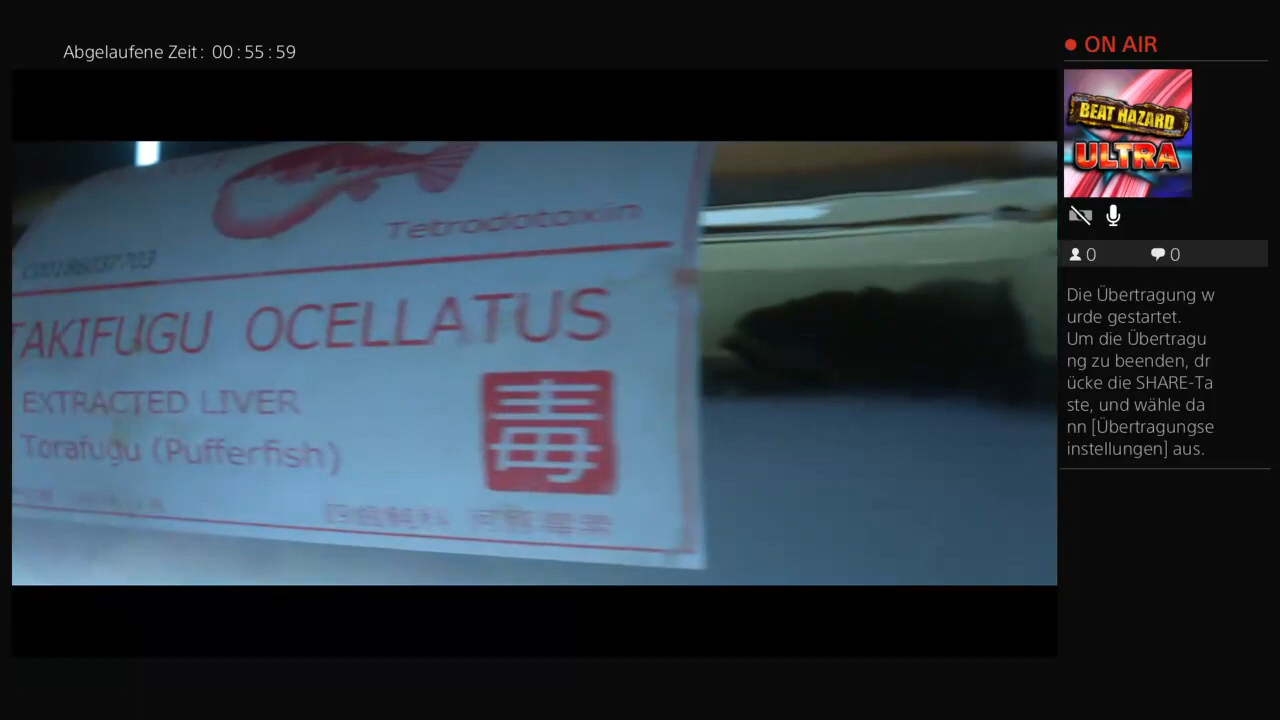 Abgelaufene Zeit: 00:55:59
ON AIR
BEAT HAZARD
ULTRA
0 0
Die Übertragung w
urde gestartet.
Um die Übertragu
ng zu beenden, dr
ücke die SHARE-Ta
ste, und wähle da
nn [Übertragungse
instellungen] aus.
Tetrodotoxin
TAKIFUGU OCELLATUS
EXTRACTED LIVER
Torafugu (Pufferfish)
毒